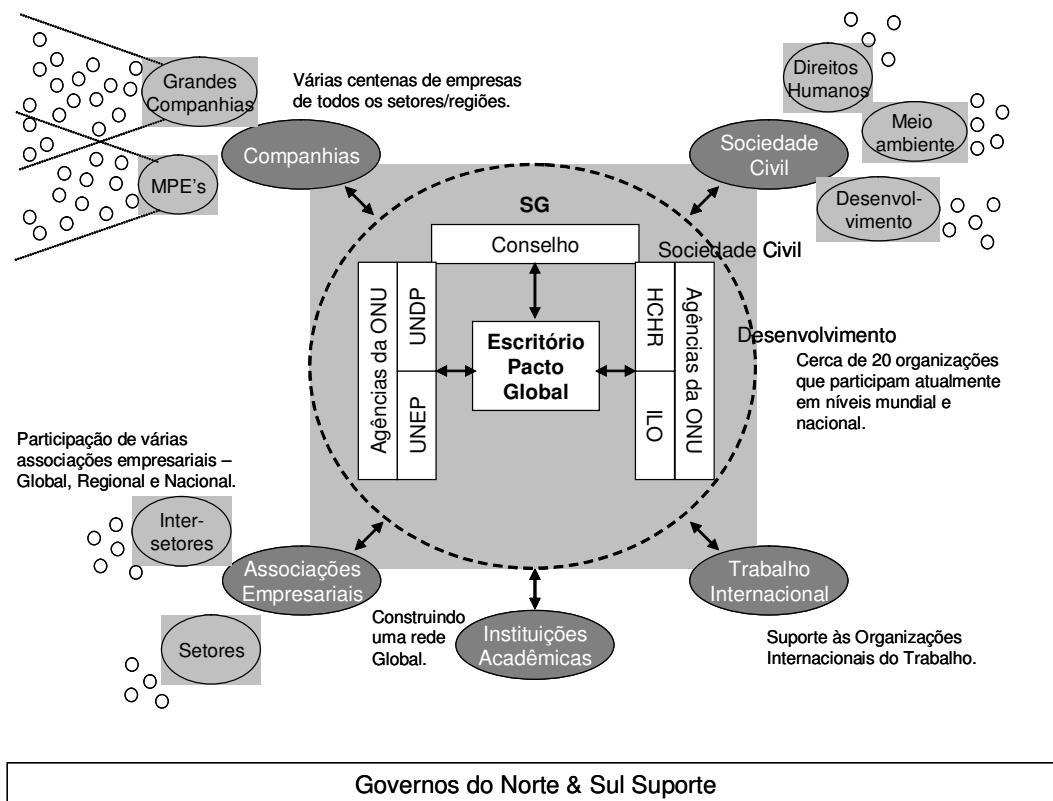 Grandes
Companhias
Várias centenas de empresas
de todos os setores/regiões.
Direitos
Humanos
Meio
ambiente
Companhias
Sociedade
Civil
MPE's
Desenvol-
vimento
SG
Conselho
Sociedade Civil
Agências da ONU
UNDP
UNEP
Escritório
Pacto
Global
HCHR
ILO
Agências da ONU
Desenvolvimento
Cerca de 20 organizações
que participam atualmente
em níveis mundial e
nacional.
Participação de várias
associações empresariais –
Global, Regional e Nacional.
Inter-
setores
Associações
Empresariais
Trabalho
Internacional
Construindo
uma rede
Global.
Instituições
Acadêmicas
Setores
Suporte às Organizações
Internacionais do Trabalho.
Governos do Norte & Sul Suporte